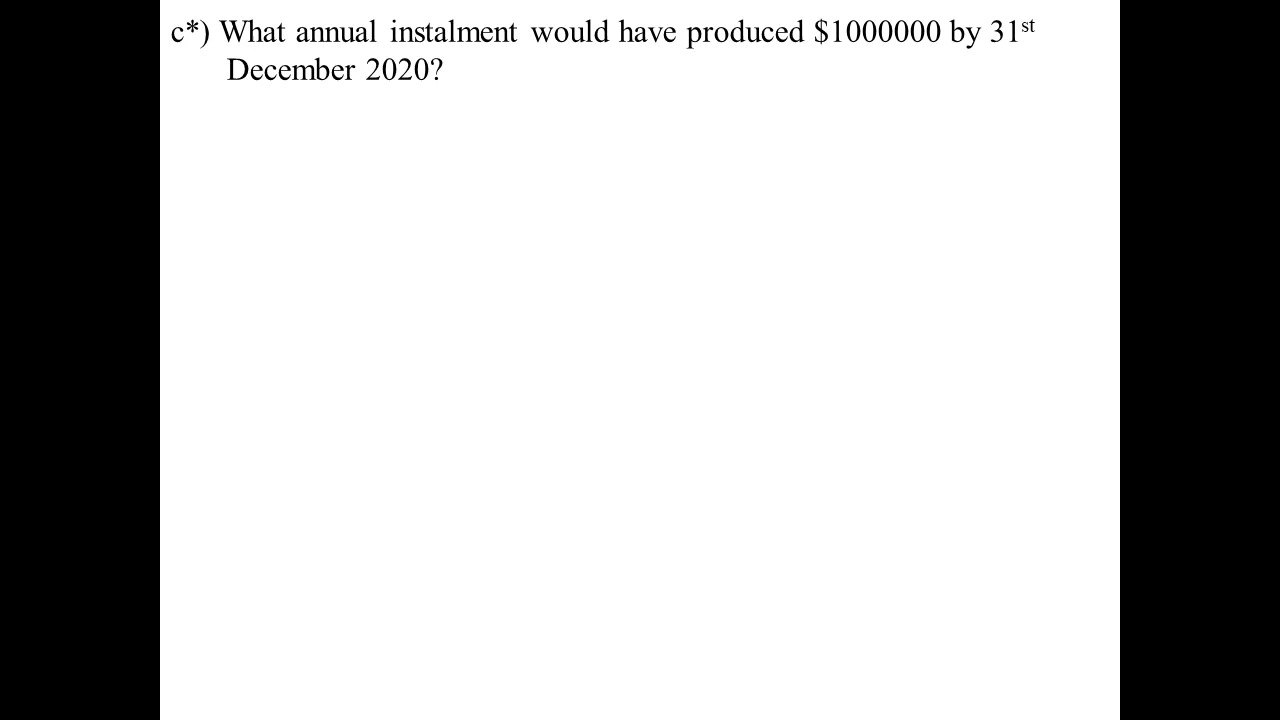 c*) What annual instalment would have produced $1000000 by 31st
December 2020?